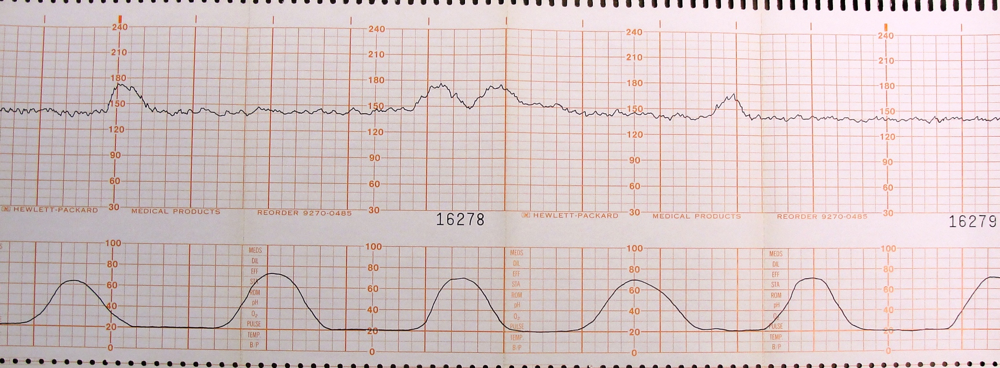 240 240 240 240
210 210 210 210
180 180 180 180
150 150 150 150
120 120 120 120
90 90 90 90
60 60 60 60
30 30 30 30
HEWLETT-PACKARD MEDICAL PRODUCTS REORDER 9270-0485 HEWLETT-PACKARD MEDICAL PRODUCTS REORDER 9270-0485
16278 16279
100 100 100 100
80 80 80 80
60 60 60 60
40 40 40 40
20 20 20 20
0 0 0 0
MEDS MEDS MEDS
DIL DIL DIL
EFF EFF EFF
STA STA STA
ROM ROM ROM
pH pH pH
O₂ O₂ O₂
PULSE PULSE PULSE
TEMP. TEMP. TEMP.
B/P B/P B/P